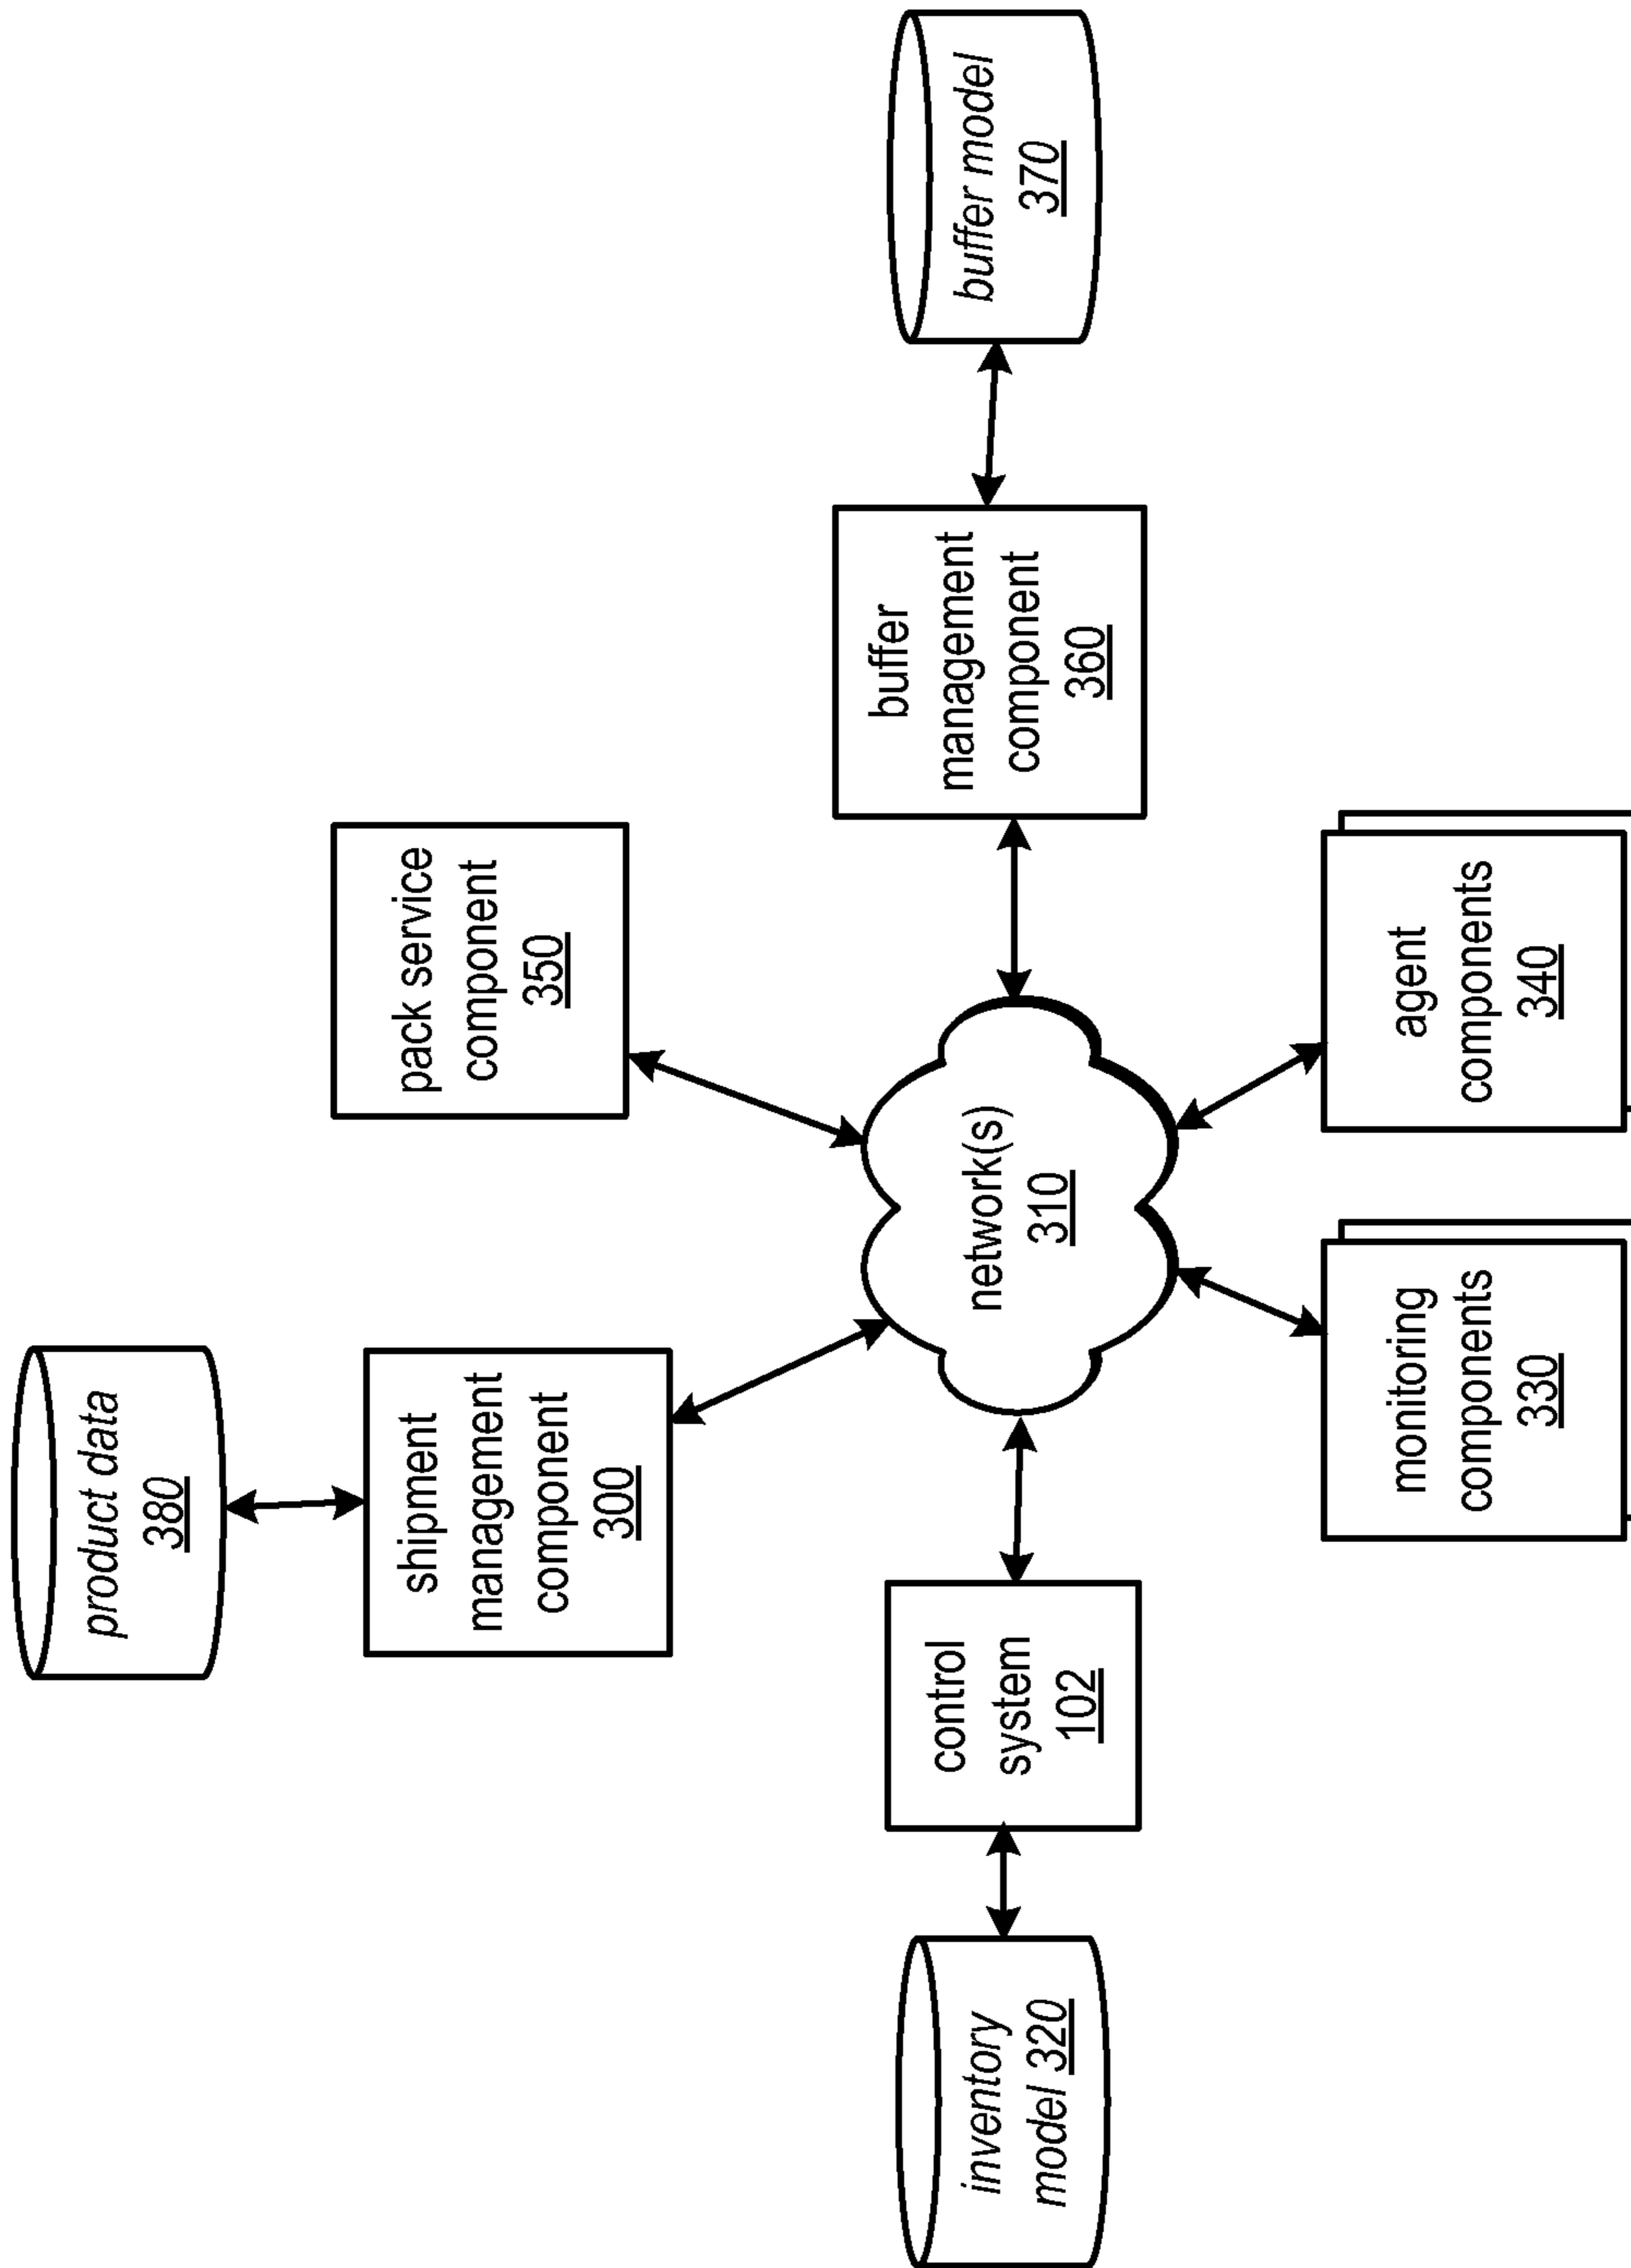 product data
380
shipment
management
component
300
pack service
component
350
inventory
model 320
control
system
102
network(s)
310
buffer
management
component
360
buffer model
370
monitoring
components
330
agent
components
340